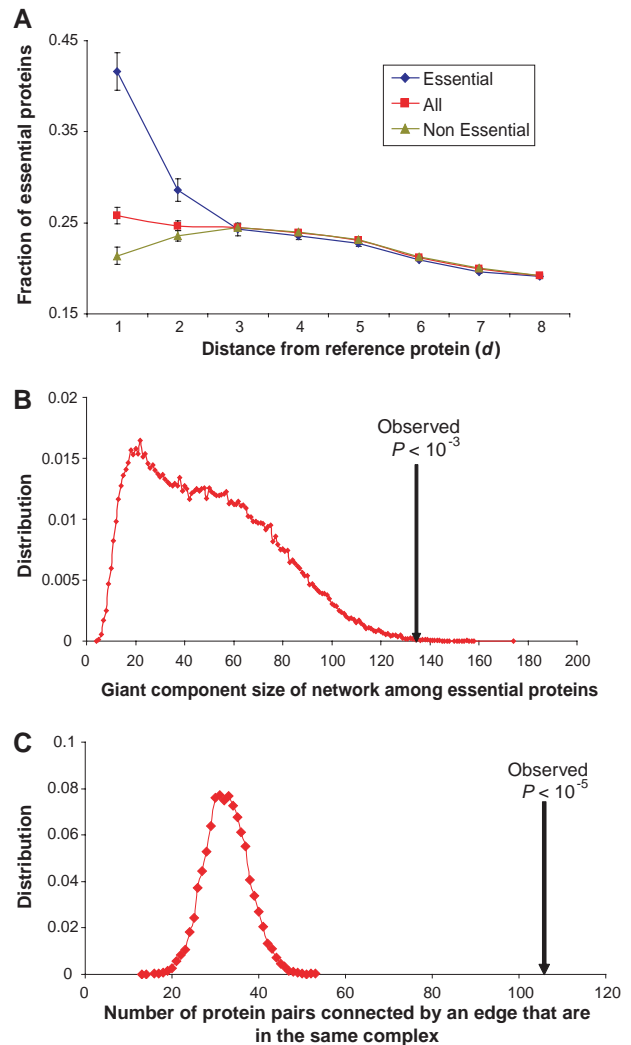 A
Fraction of essential proteins
0.45
0.35
0.25
0.15
Essential
All
Non Essential
1 2 3 4 5 6 7 8
Distance from reference protein (d)
B
Distribution
0.02
0.015
0.01
0.005
0
Observed
P < 10⁻³
0 20 40 60 80 100 120 140 160 180 200
Giant component size of network among essential proteins
C
Distribution
0.1
0.08
0.06
0.04
0.02
0
Observed
P < 10⁻⁵
0 20 40 60 80 100 120
Number of protein pairs connected by an edge that are
in the same complex